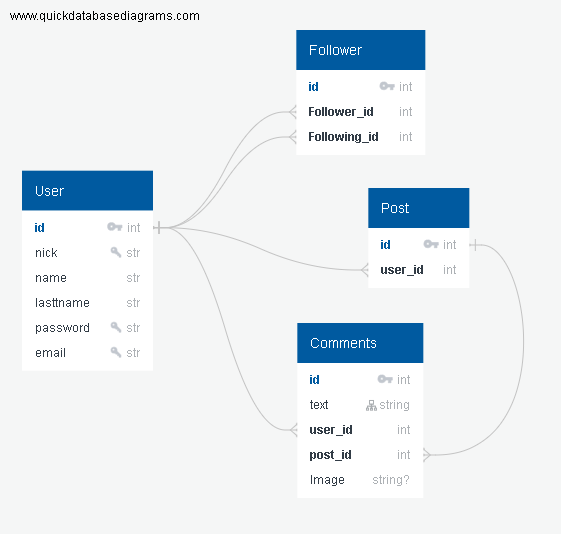 www.quickdatabasediagrams.com
Follower
id int
Follower_id int
Following_id int
User
id int
nick str
name str
lasttname str
password str
email str
Post
id int
user_id int
Comments
id int
text string
user_id int
post_id int
Image string?